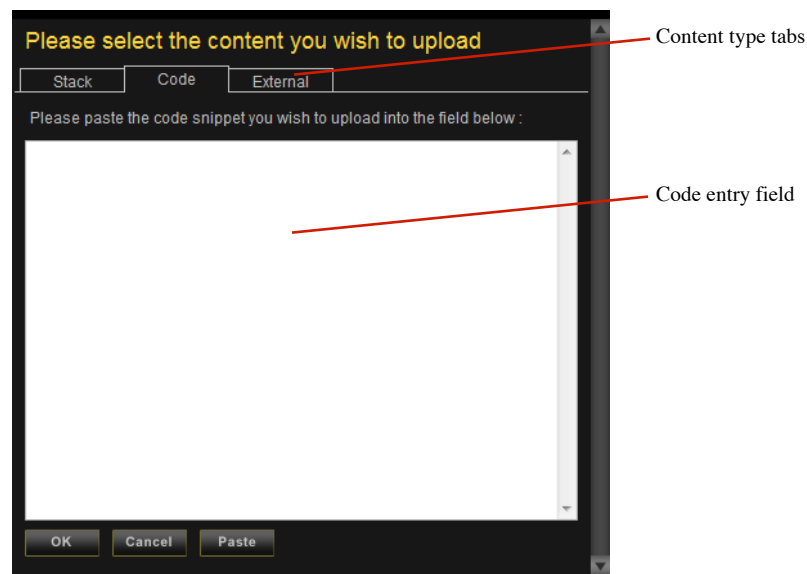 Please select the content you wish to upload
Content type tabs
Stack Code External
Please paste the code snippet you wish to upload into the field below :
Code entry field
OK Cancel Paste